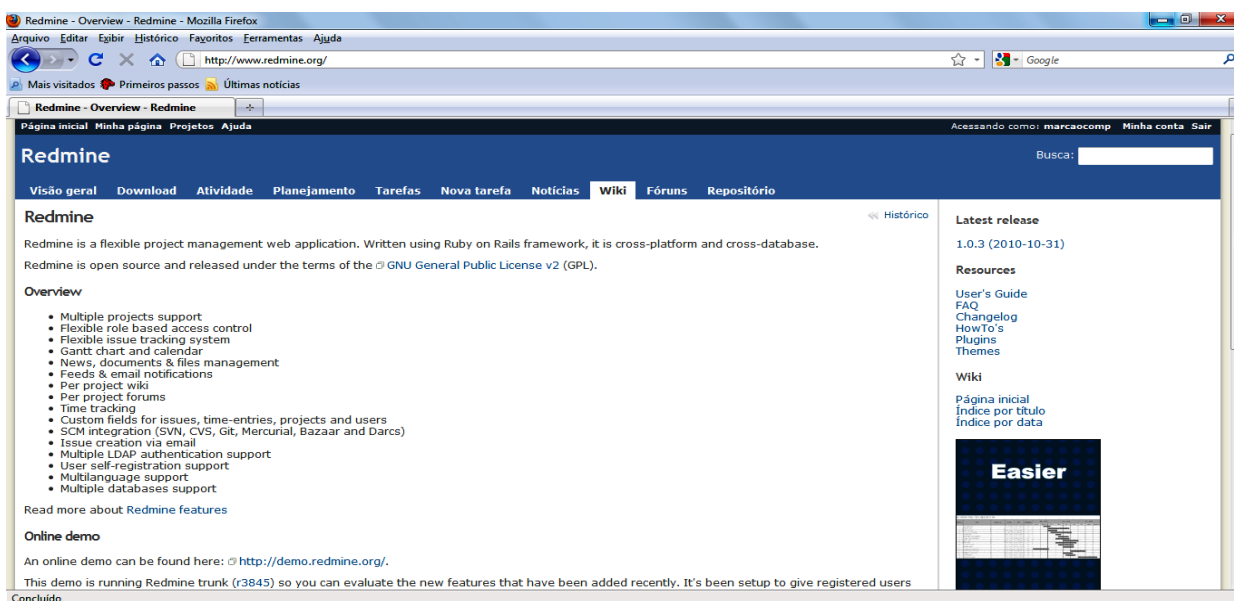 Redmine - Overview - Redmine - Mozilla Firefox
Arquivo Editar Exibir Histórico Favoritos Ferramentas Ajuda
http://www.redmine.org/ Google
Mais visitados Primeiros passos Últimas notícias
Redmine - Overview - Redmine
Página inicial Minha página Projetos Ajuda Acessando como: marcaocomp Minha conta Sair
Redmine Busca:
Visão geral Download Atividade Planejamento Tarefas Nova tarefa Notícias Wiki Fóruns Repositório
Redmine « Histórico
Redmine is a flexible project management web application. Written using Ruby on Rails framework, it is cross-platform and cross-database.
Redmine is open source and released under the terms of the GNU General Public License v2 (GPL).
Overview
• Multiple projects support
• Flexible role based access control
• Flexible issue tracking system
• Gantt chart and calendar
• News, documents & files management
• Feeds & email notifications
• Per project wiki
• Per project forums
• Time tracking
• Custom fields for issues, time-entries, projects and users
• SCM integration (SVN, CVS, Git, Mercurial, Bazaar and Darcs)
• Issue creation via email
• Multiple LDAP authentication support
• User self-registration support
• Multilanguage support
• Multiple databases support
Read more about Redmine features
Online demo
An online demo can be found here: http://demo.redmine.org/.
This demo is running Redmine trunk (r3845) so you can evaluate the new features that have been added recently. It's been setup to give registered users
Latest release
1.0.3 (2010-10-31)
Resources
User's Guide
FAQ
Changelog
HowTo's
Plugins
Themes
Wiki
Página inicial
Índice por título
Índice por data
Easier
Concluído